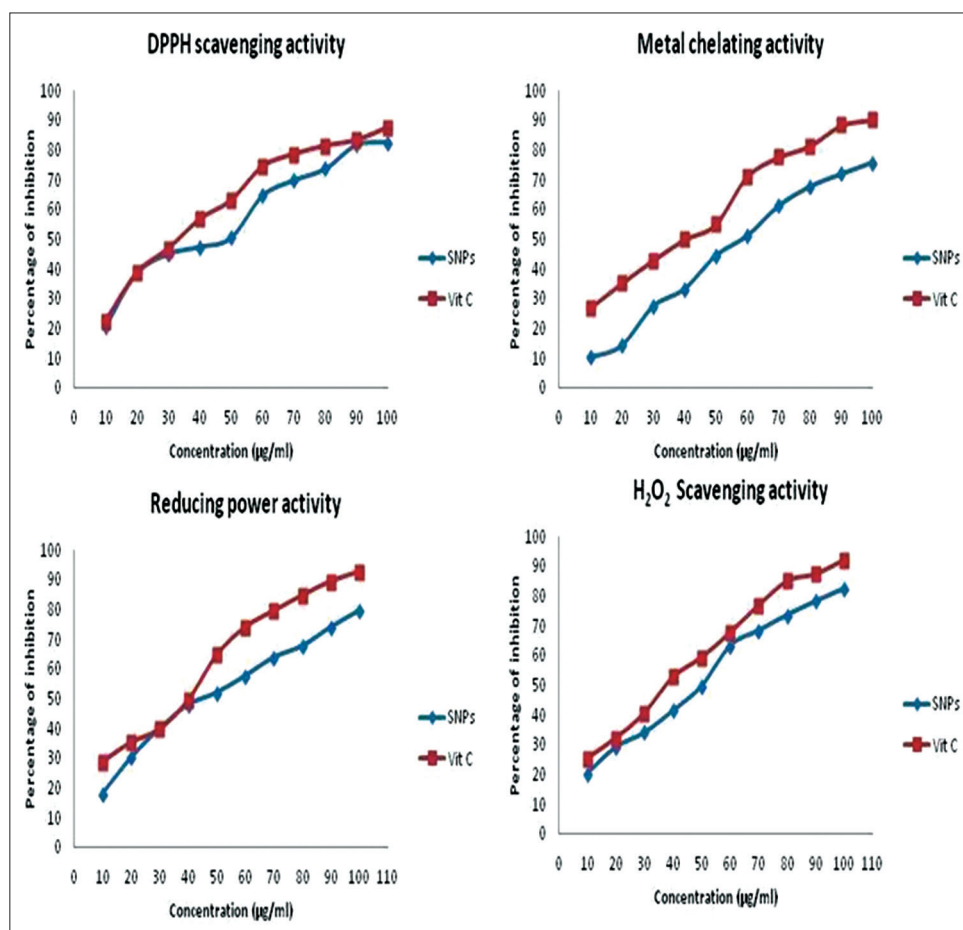 DPPH scavenging activity
Percentage of inhibition
100
90
80
70
60
50
40
30
20
10
0
0 10 20 30 40 50 60 70 80 90 100
Concentration (µg/ml)
SNPs
Vit C
Metal chelating activity
Percentage of inhibition
100
90
80
70
60
50
40
30
20
10
0
0 10 20 30 40 50 60 70 80 90 100
Concentration (µg/ml)
SNPs
Vit C
Reducing power activity
Percentage of inhibition
100
90
80
70
60
50
40
30
20
10
0
0 10 20 30 40 50 60 70 80 90 100 110
Concentration (µg/ml)
SNPs
Vit C
H₂O₂ Scavenging activity
Percentage of inhibition
100
90
80
70
60
50
40
30
20
10
0
0 10 20 30 40 50 60 70 80 90 100 110
Concentration (µg/ml)
SNPs
Vit C